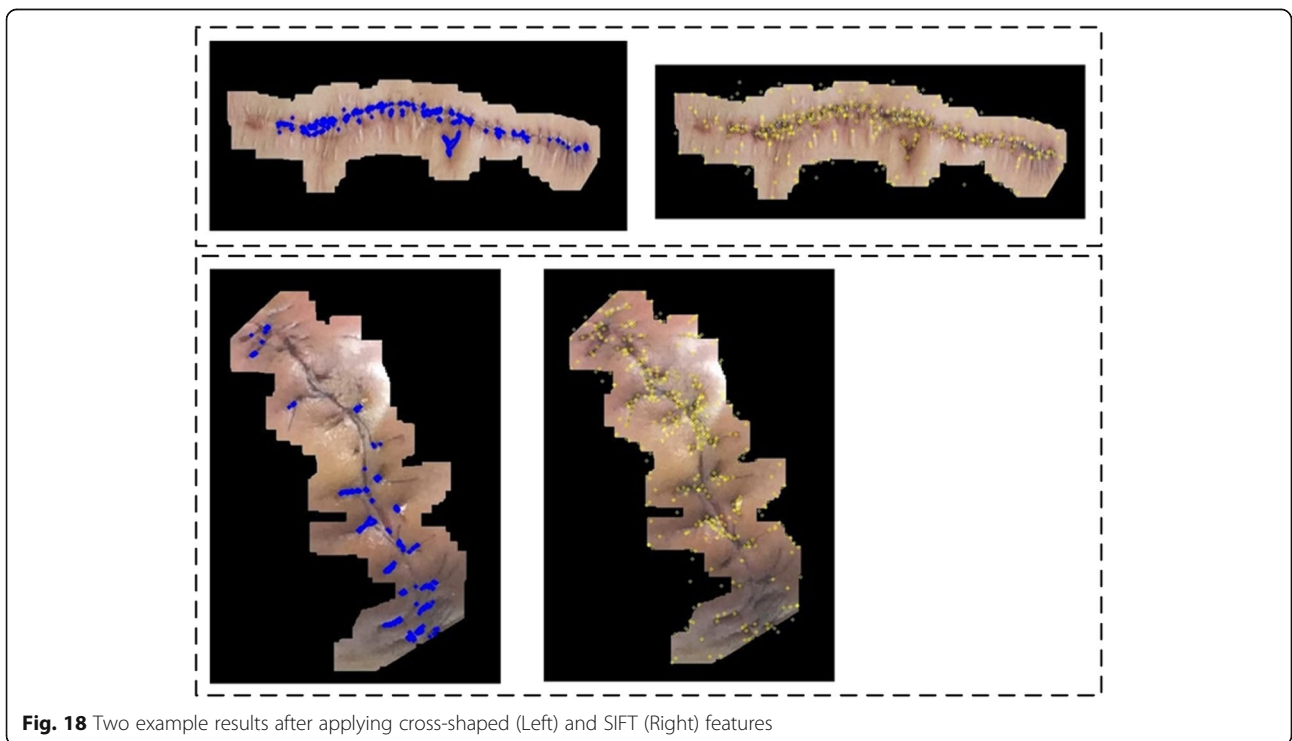 Fig. 18 Two example results after applying cross-shaped (Left) and SIFT (Right) features